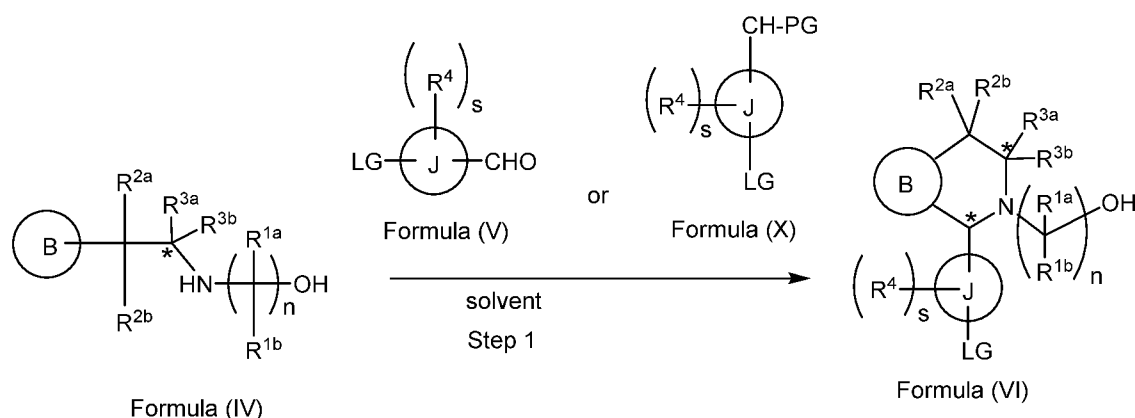 CH-PG
(R⁴)s
(R⁴)s
J
LG
J
CHO
LG
Formula (V)
or
Formula (X)
R²ᵃ
R³ᵃ
R³ᵇ
B
*
HN
R¹ᵃ
( )n
OH
R²ᵇ
R¹ᵇ
Formula (IV)
solvent
Step 1
R²ᵃ
R²ᵇ
R³ᵃ
*
R³ᵇ
B
N
*
R¹ᵃ
OH
R¹ᵇ
( )n
(R⁴)s
J
LG
Formula (VI)